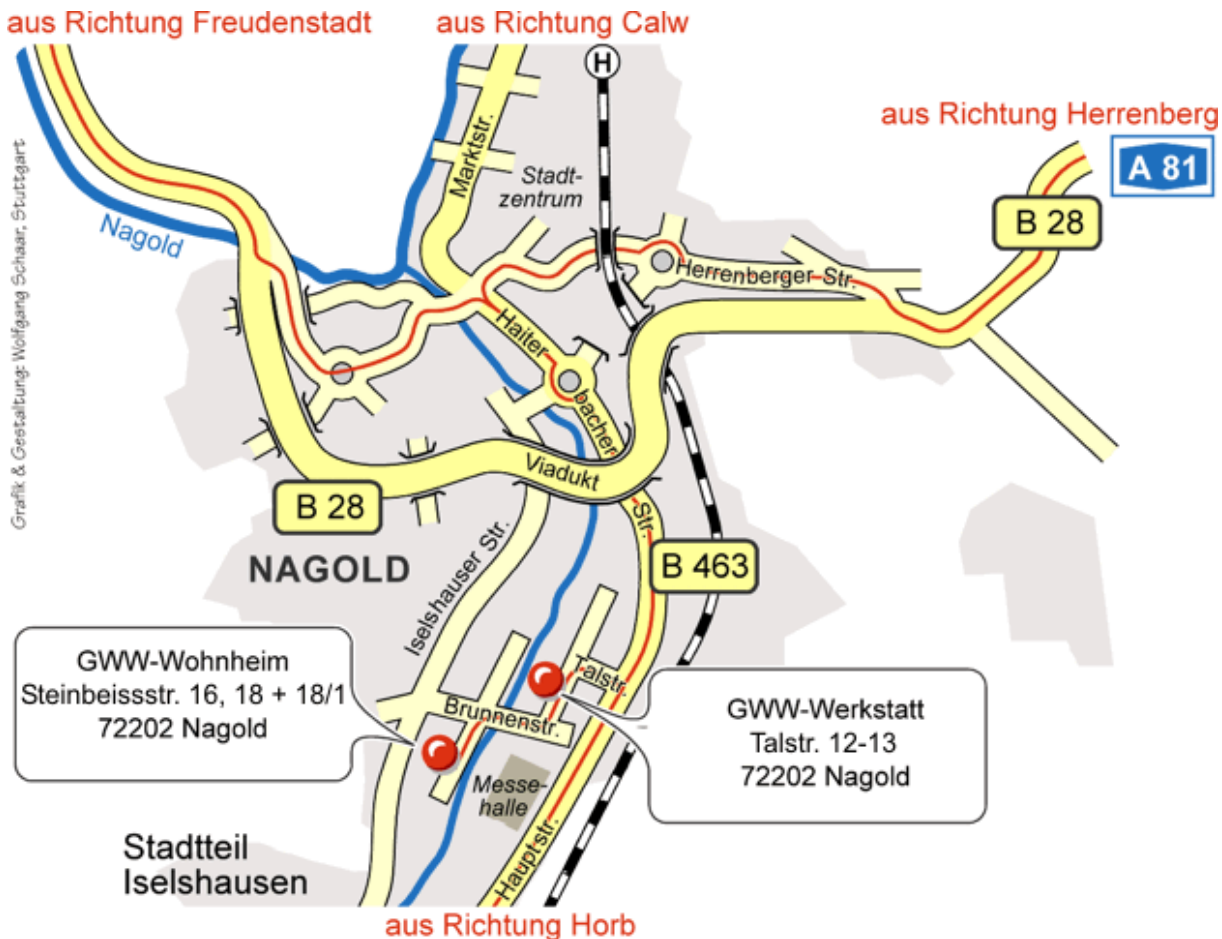 aus Richtung Freudenstadt
aus Richtung Calw
H
aus Richtung Herrenberg
A 81
B 28
Marktstr.
Stadt-
zentrum
Nagold
Herrenberger Str.
Haiter
bacher
Str.
Viadukt
B 28
Grafik & Gestaltung: Wolfgang Schaar, Stuttgart
NAGOLD
Iselshauser Str.
B 463
GWW-Wohnheim
Steinbeissstr. 16, 18 + 18/1
72202 Nagold
Talstr.
Brunnenstr.
GWW-Werkstatt
Talstr. 12-13
72202 Nagold
Messe-
halle
Hauptstr.
Stadtteil
Iselshausen
aus Richtung Horb